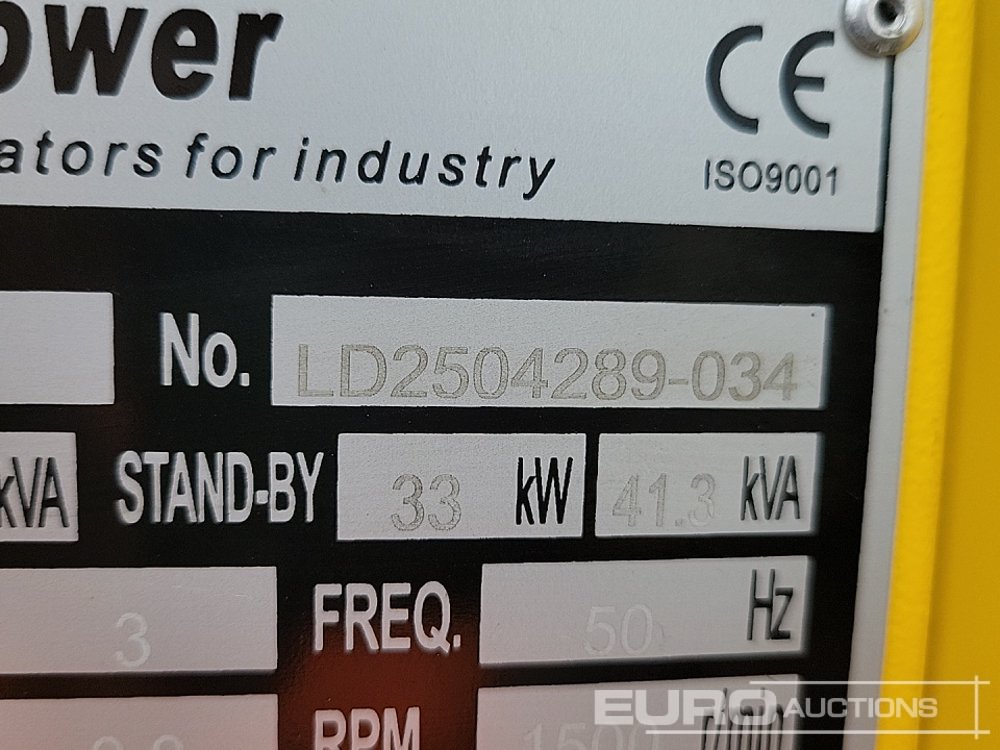 ower CE
ators for industry ISO9001
No. LD2504289-034
kVA STAND-BY 33 kW 41.3 kVA
3 FREQ. 50 Hz
RPM 1500
EURO AUCTIONS